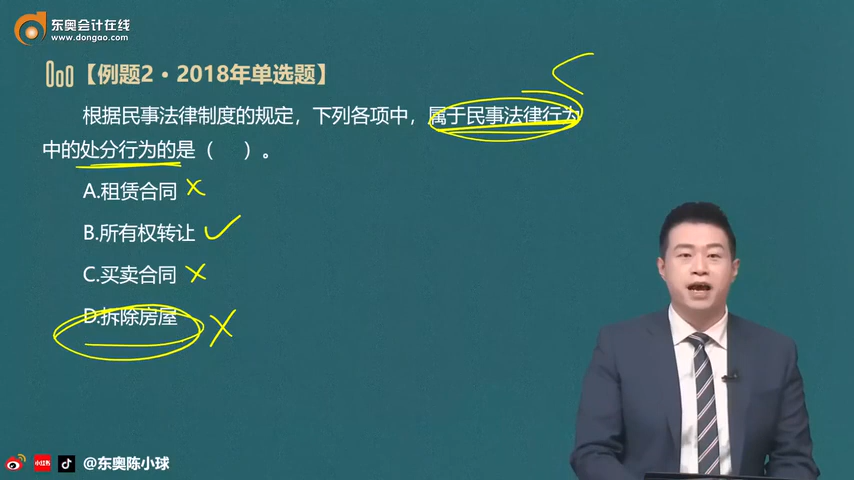 东奥会计在线
www.dongao.com
【例题2·2018年单选题】
根据民事法律制度的规定，下列各项中，属于民事法律行为
中的处分行为的是（ ）。
A.租赁合同
B.所有权转让
C.买卖合同
D.拆除房屋
小红书
@东奥陈小球